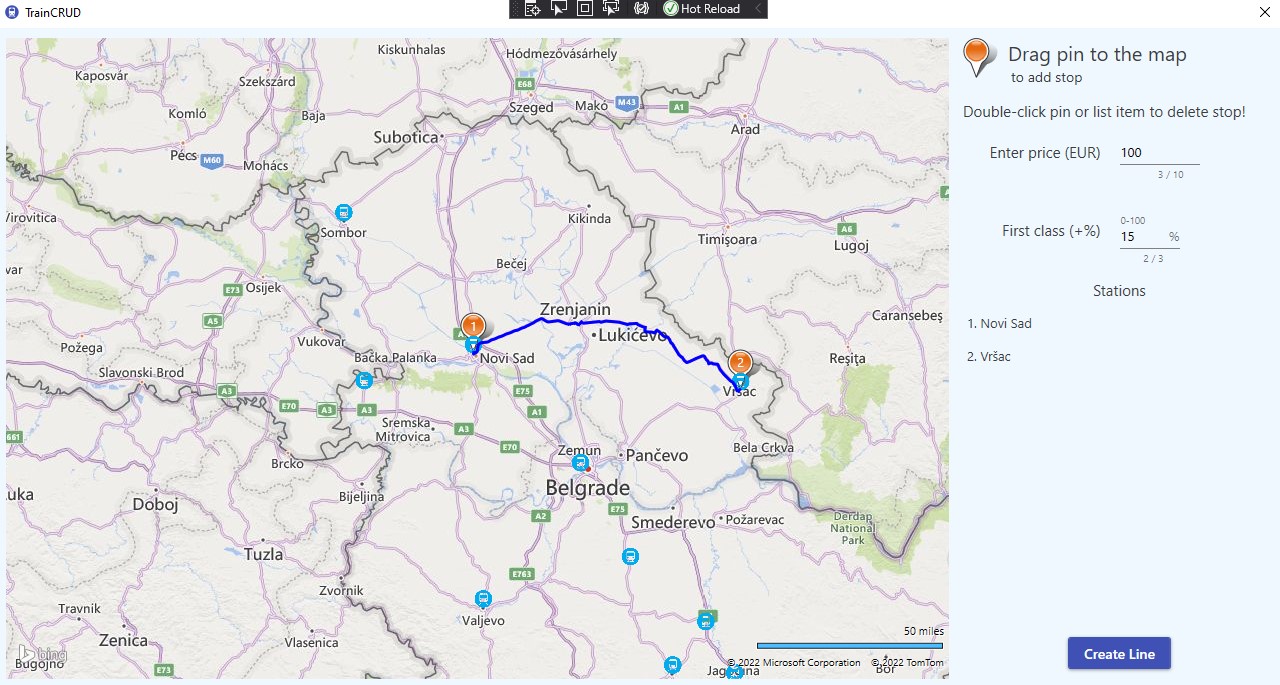 TrainCRUD
Hot Reload
Kiskunhalas
Hódmezővásárhely
Kaposvár
Szekszárd
E68
Szeged
Makó
M43
A1
Komló
Baja
Arad
Subotica
Pécs
M60
Mohács
Virovitica
Sombor
Kikinda
Timișoara
A6
Lugoj
var
Bečej
E73
Osijek
Zrenjanin
A5
Caransebeș
1
Lukićevo
Vukovar
Požega
Bačka Palanka
Novi Sad
2
Reșița
Slavonski Brod
Vršac
A3
E75
E70
A3
A3
A1
Sremska
Mitrovica
A3
661
E70
Zemun
Pančevo
Bela Crkva
Brcko
Belgrade
uka
Doboj
Bijeljina
A2
E75
Smederevo
Požarevac
Đerdap
National
Park
Tuzla
E763
Zvornik
Travnik
Valjevo
Zenica
Vlasenica
50 miles
bing
Bugojno
E73
© 2022 Microsoft Corporation
© 2022 TomTom
Bor
Drag pin to the map
to add stop
Double-click pin or list item to delete stop!
Enter price (EUR)
100
3 / 10
0-100
First class (+%)
15
%
2 / 3
Stations
1. Novi Sad
2. Vršac
Create Line